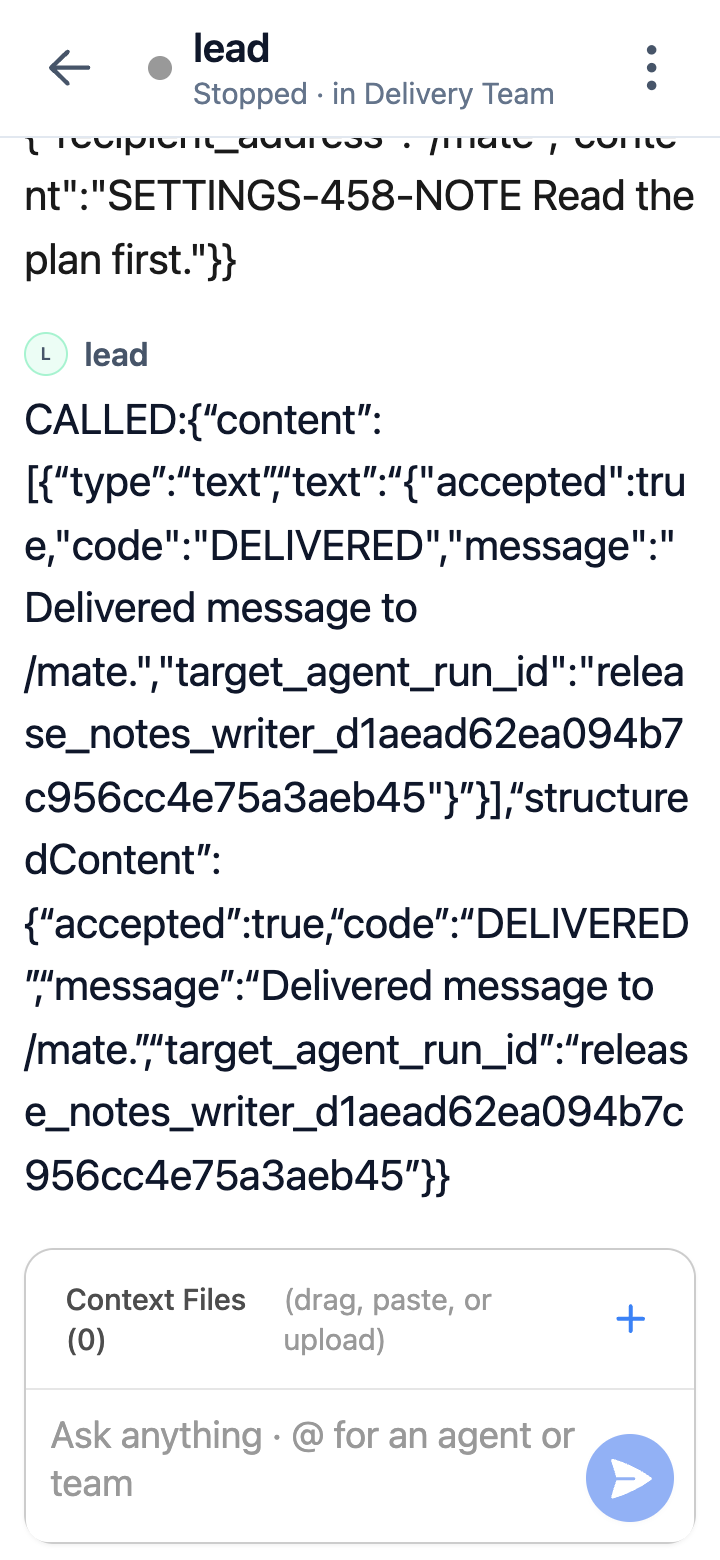 lead
Stopped · in Delivery Team
{"recipient_address":"/mate","conte
nt":"SETTINGS-458-NOTE Read the
plan first."}}
L lead
CALLED:{“content”:
[{“type”:“text”,“text”:“{"accepted":tru
e,"code":"DELIVERED","message":"
Delivered message to
/mate.","target_agent_run_id":"relea
se_notes_writer_d1aead62ea094b7
c956cc4e75a3aeb45"}”}],“structure
dContent”:
{“accepted”:true,“code”:“DELIVERED
”,“message”:“Delivered message to
/mate.”,“target_agent_run_id”:“releas
e_notes_writer_d1aead62ea094b7c
956cc4e75a3aeb45”}}
Context Files (drag, paste, or
(0) upload)
Ask anything · @ for an agent or
team